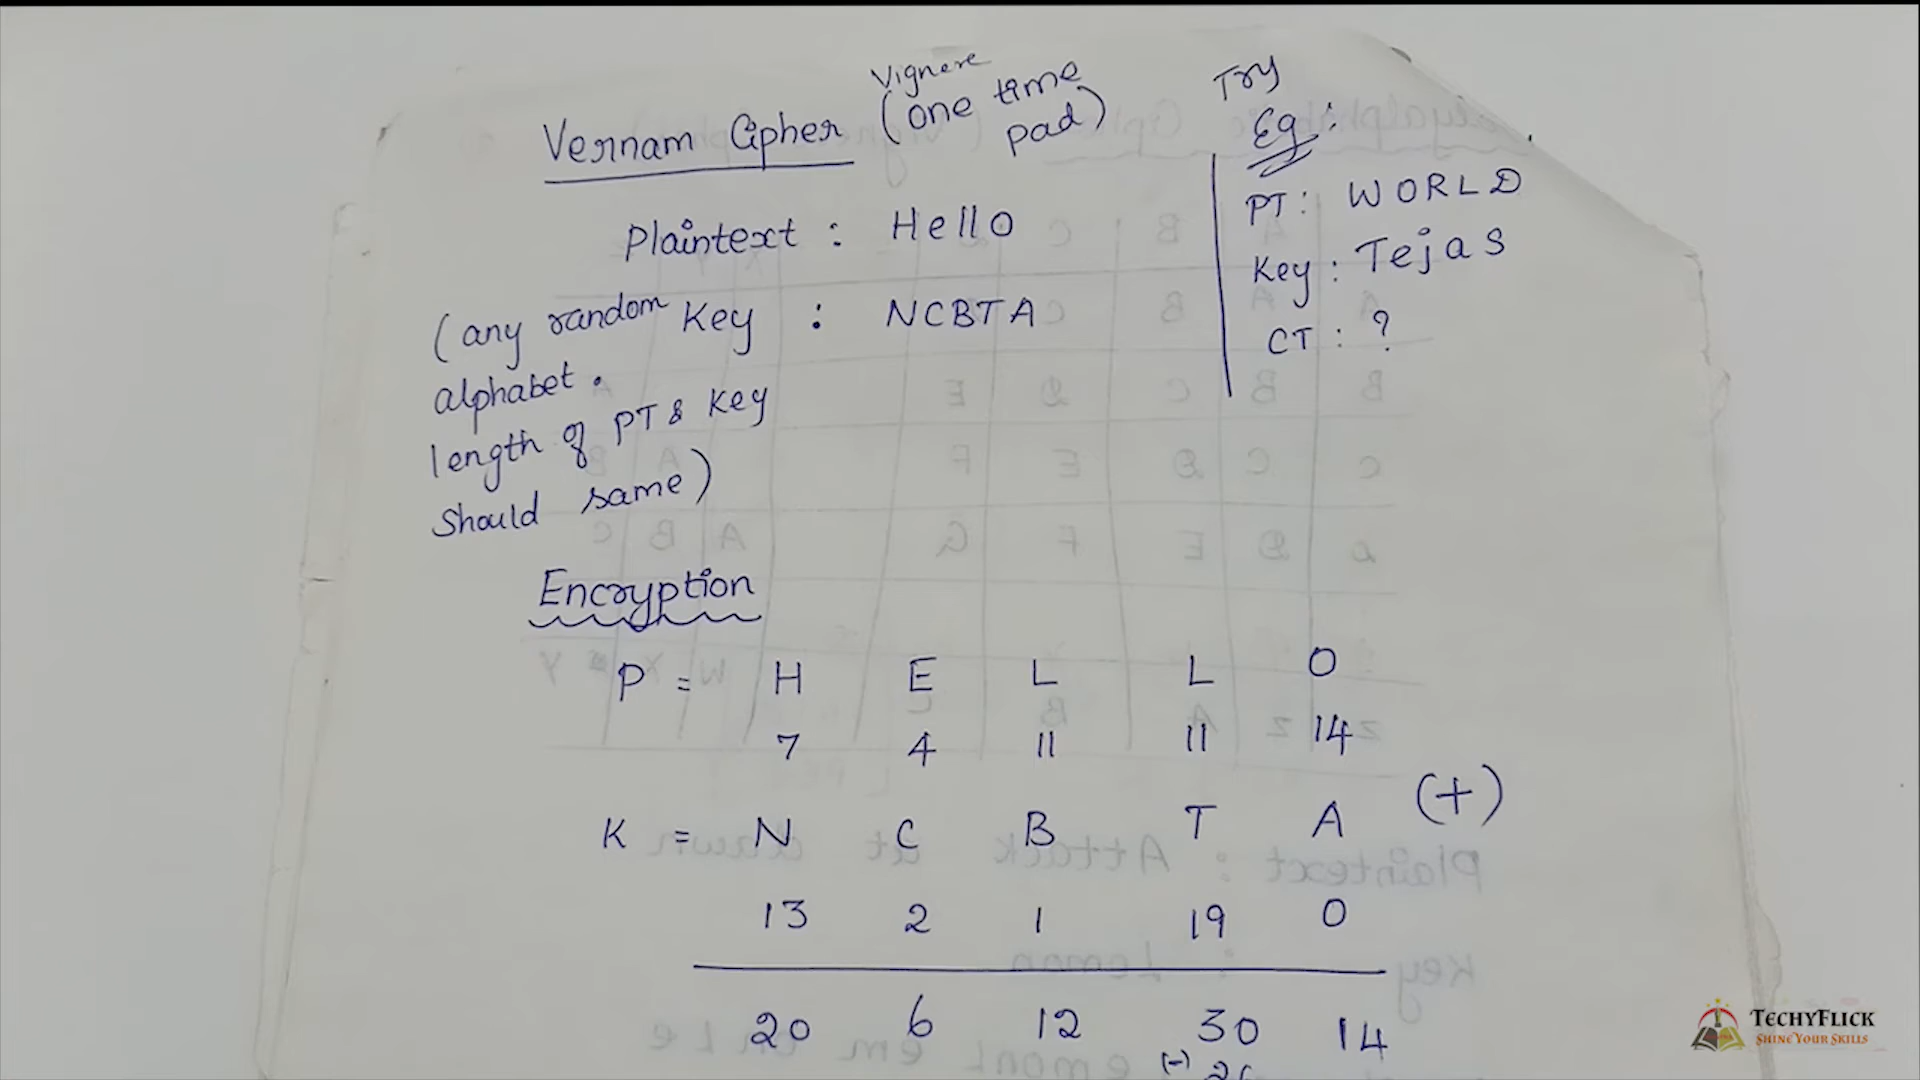 Vernam Cipher (one time pad)
Vignere
Plaintext : Hello
(any random Key : NCBTA
alphabet.
length of PT & Key
Should same)
Try
Eg :
PT : WORLD
Key : Tejas
CT : ?
Encryption
P = H E L L O
7 4 11 11 14
K = N C B T A (+)
13 2 1 19 0
20 6 12 30 14
(-) 26
TECHYFLICK
SHINE YOUR SKILLS